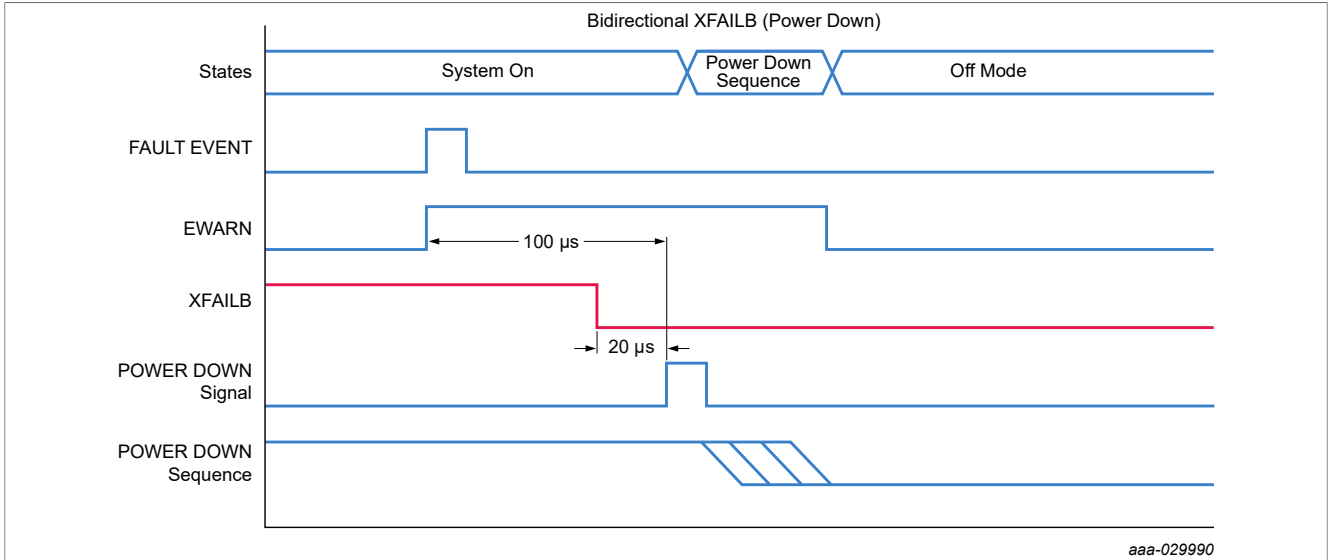 Bidirectional XFAILB (Power Down)
States
System On
Power Down
Sequence
Off Mode
FAULT EVENT
EWARN
100 µs
XFAILB
20 µs
POWER DOWN
Signal
POWER DOWN
Sequence
aaa-029990